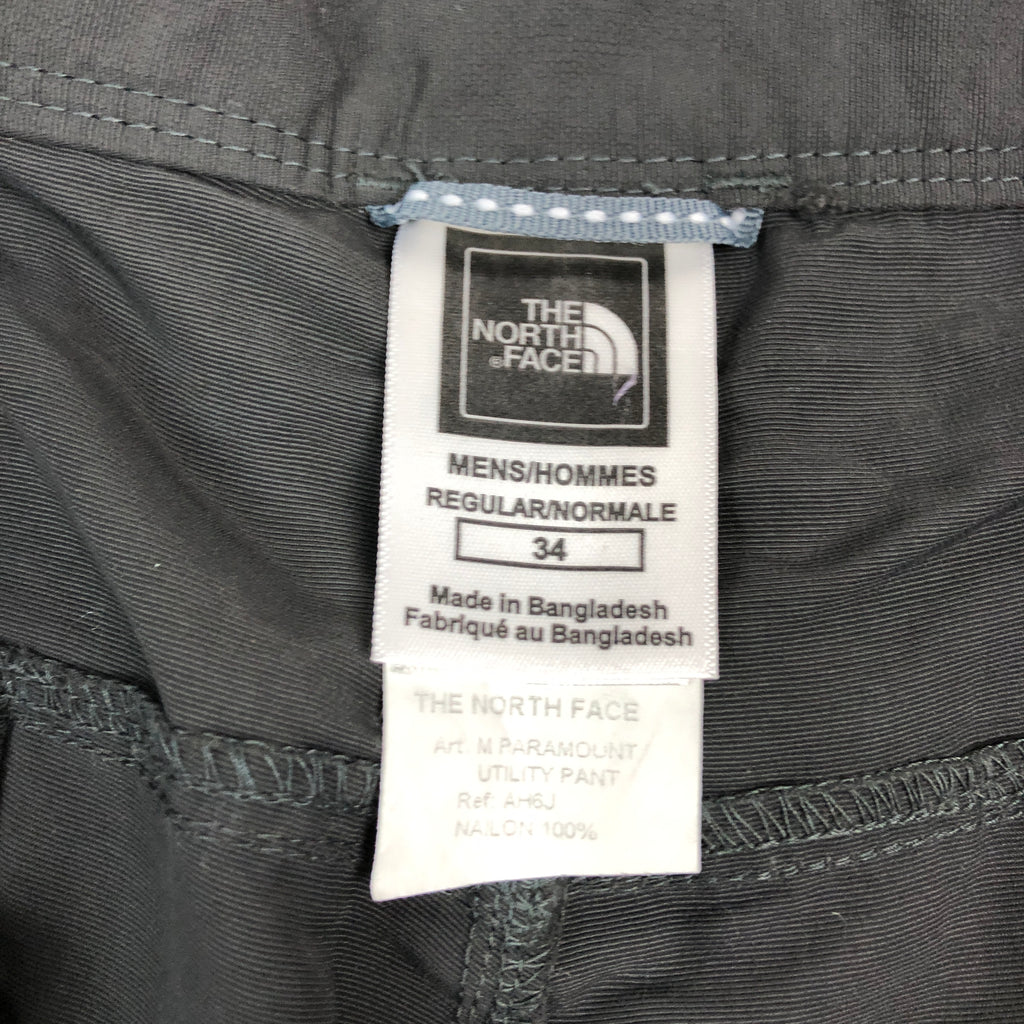 THE
NORTH
FACE
MENS/HOMMES
REGULAR/NORMALE
34
Made in Bangladesh
Fabriqué au Bangladesh
THE NORTH FACE
Art. M PARAMOUNT
UTILITY PANT
Ref: AH6J
NAILON 100%